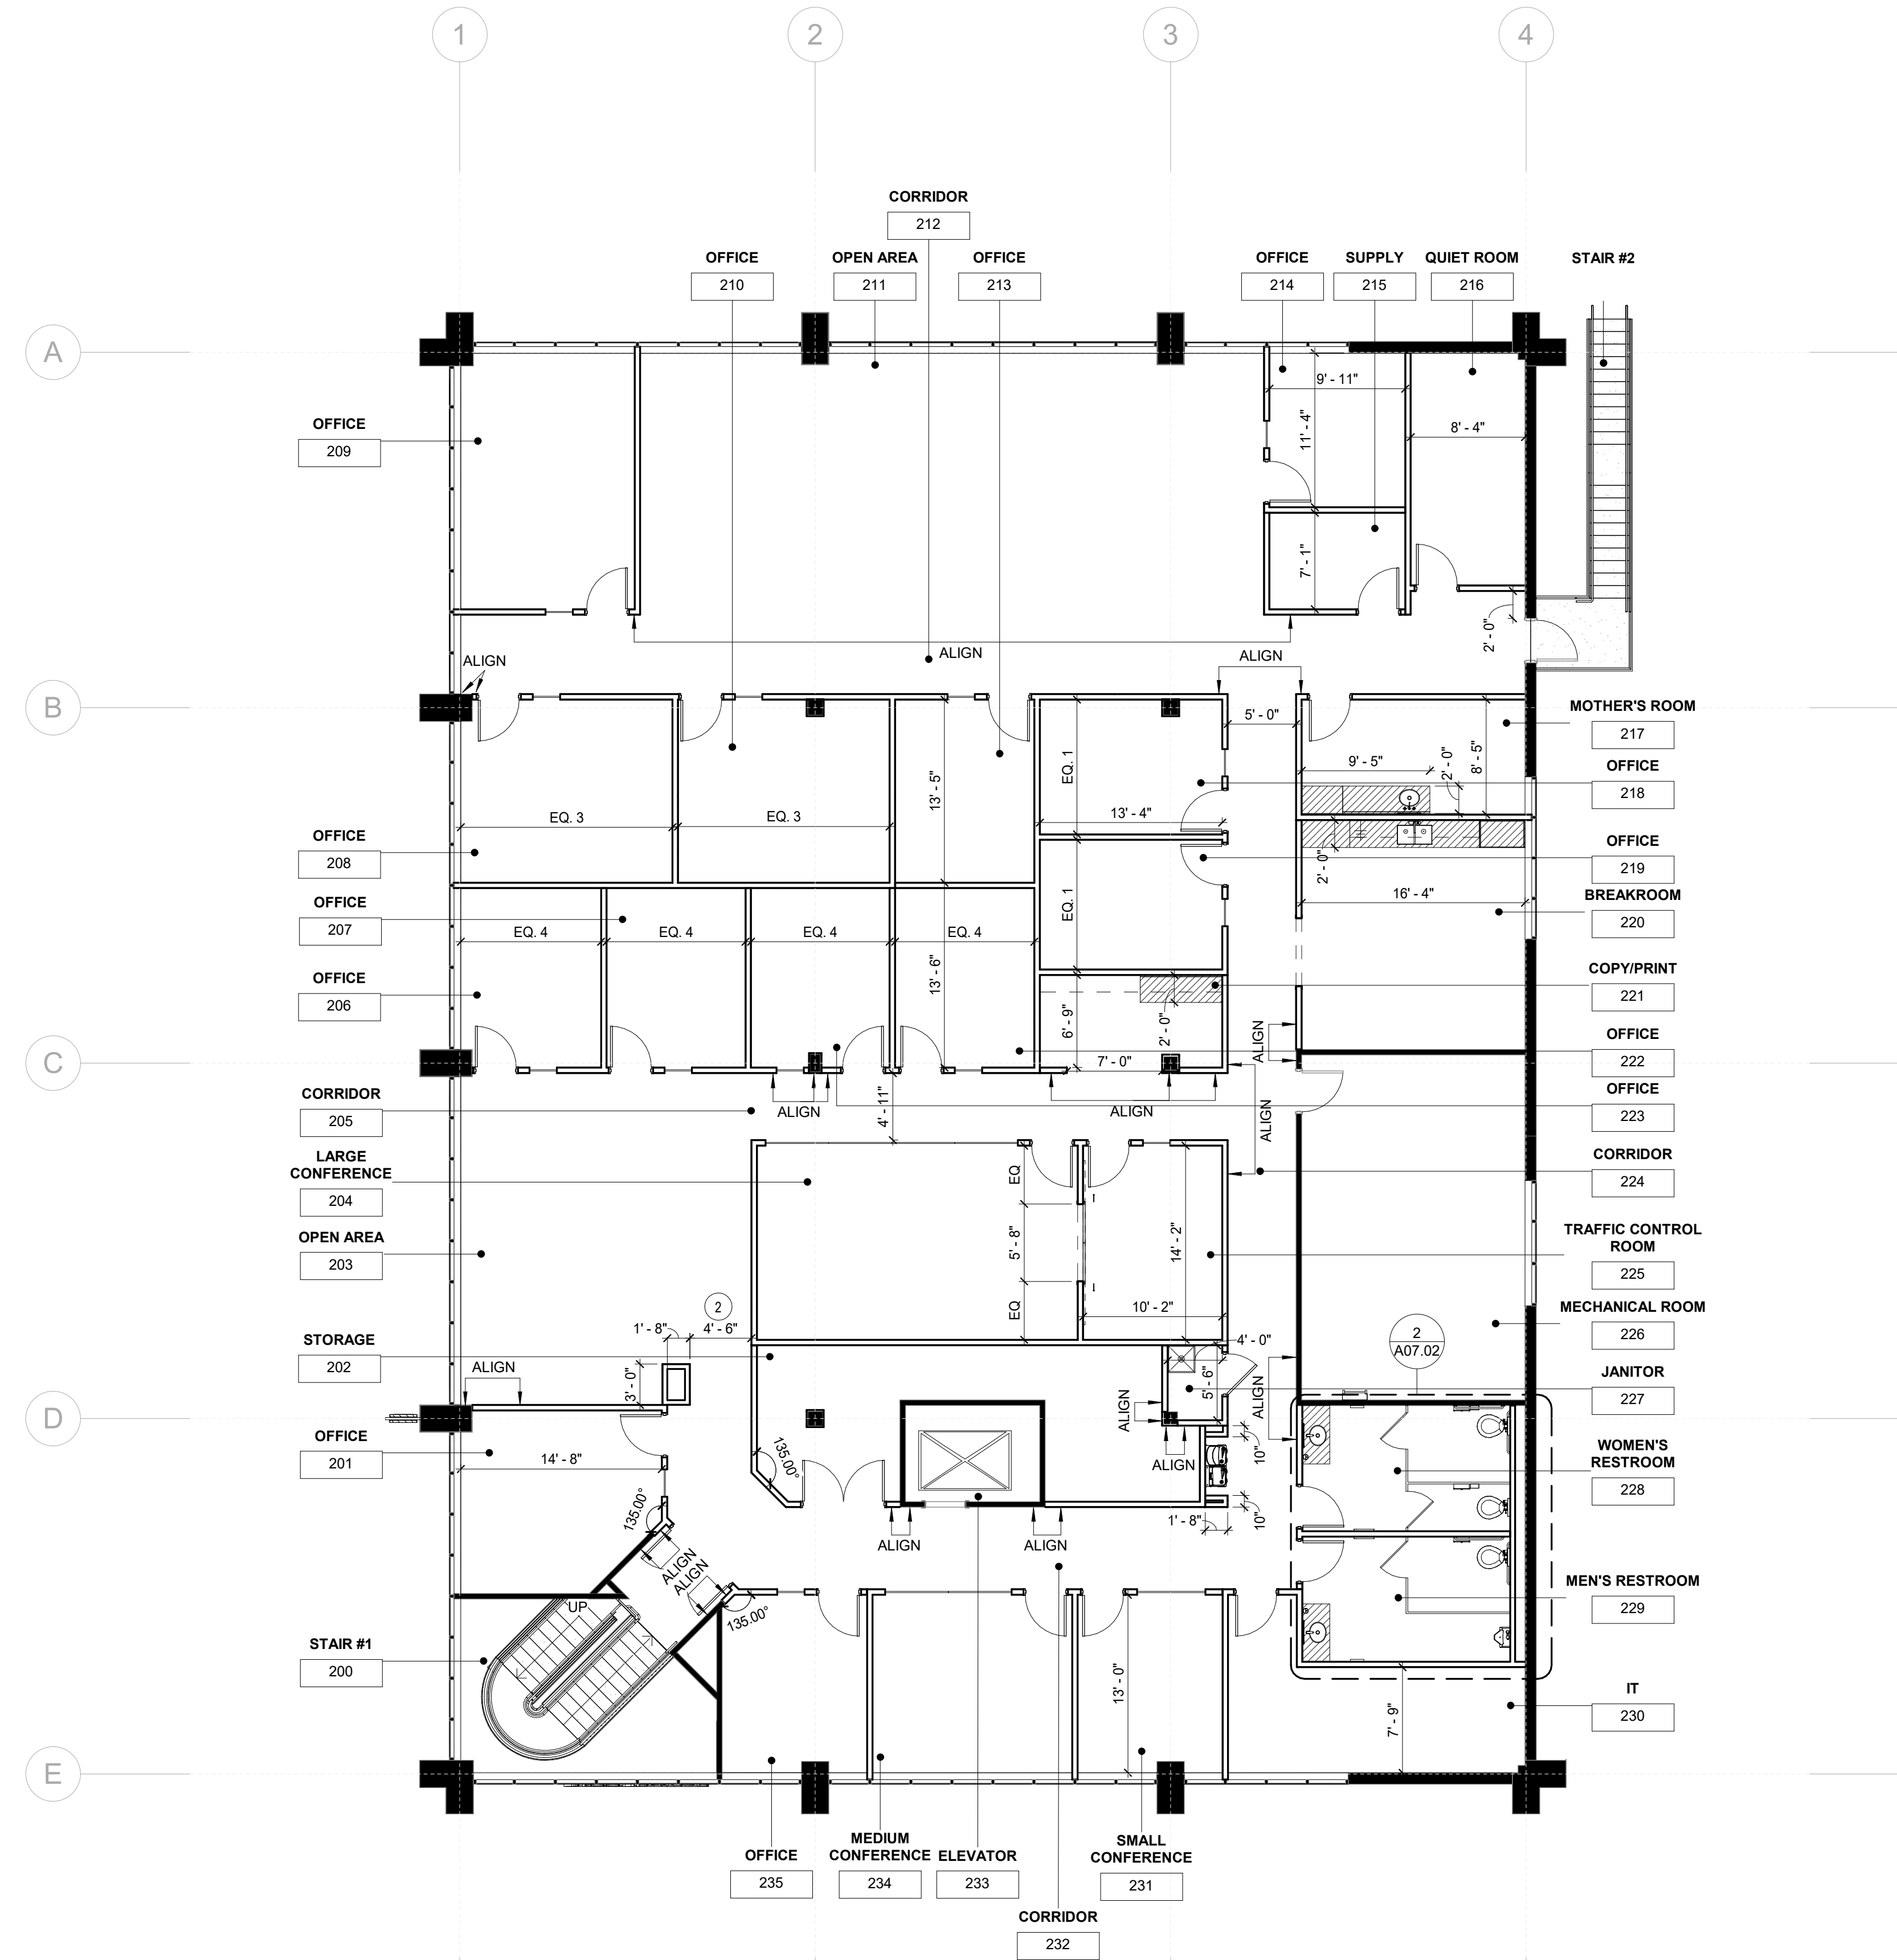 1
2
3
4
CORRIDOR
212
OFFICE
210
OPEN AREA
211
OFFICE
213
OFFICE
214
SUPPLY
215
QUIET ROOM
216
STAIR #2
A
9' - 11"
11' - 4"
8' - 4"
OFFICE
209
7' - 1"
2' - 0"
ALIGN
ALIGN
ALIGN
B
5' - 0"
MOTHER'S ROOM
217
9' - 5"
2' - 0"
8' - 5"
OFFICE
218
EQ. 1
13' - 5"
13' - 4"
EQ. 3
EQ. 3
OFFICE
208
2' - 0"
OFFICE
219
16' - 4"
BREAKROOM
220
OFFICE
207
EQ. 4
EQ. 4
EQ. 4
EQ. 4
EQ. 1
13' - 6"
OFFICE
206
COPY/PRINT
221
6' - 9"
2' - 0"
7' - 0"
ALIGN
OFFICE
222
C
OFFICE
223
CORRIDOR
205
4' - 11"
ALIGN
ALIGN
ALIGN
LARGE
CONFERENCE
204
CORRIDOR
224
EQ
5' - 8"
EQ
14' - 2"
10' - 2"
OPEN AREA
203
TRAFFIC CONTROL
ROOM
225
2
1' - 8"
4' - 6"
MECHANICAL ROOM
226
STORAGE
202
4' - 0"
2
A07.02
ALIGN
3' - 0"
5' - 6"
JANITOR
227
ALIGN
ALIGN
D
OFFICE
201
14' - 8"
135.00°
10"
ALIGN
WOMEN'S
RESTROOM
228
135.00°
1' - 8"
10"
ALIGN
ALIGN
ALIGN
ALIGN
UP
135.00°
MEN'S RESTROOM
229
STAIR #1
200
13' - 0"
7' - 9"
IT
230
E
OFFICE
235
MEDIUM
CONFERENCE
234
ELEVATOR
233
SMALL
CONFERENCE
231
CORRIDOR
232